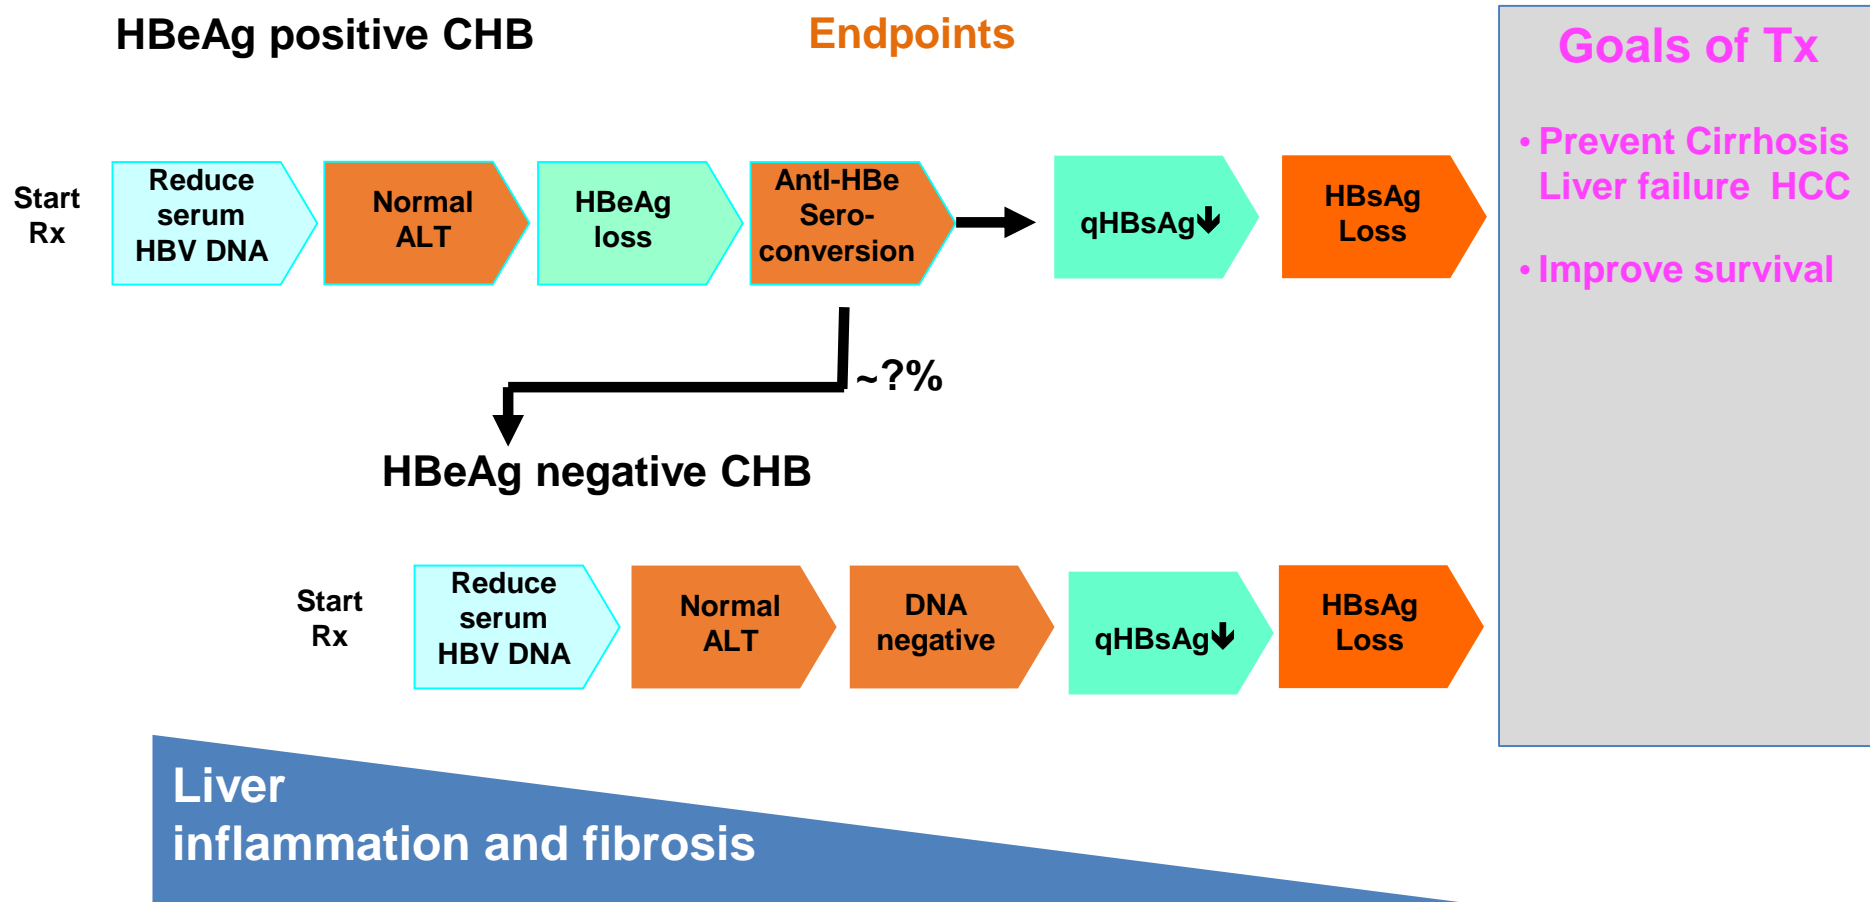 HBeAg positive CHB
Endpoints
Goals of Tx
• Prevent Cirrhosis
Liver failure HCC
• Improve survival
Start
Rx
Reduce
serum
HBV DNA
Normal
ALT
HBeAg
loss
AntI-HBe
Sero-
conversion
qHBsAg🡻
HBsAg
Loss
~?%
HBeAg negative CHB
Start
Rx
Reduce
serum
HBV DNA
Normal
ALT
DNA
negative
qHBsAg🡻
HBsAg
Loss
Liver
inflammation and fibrosis